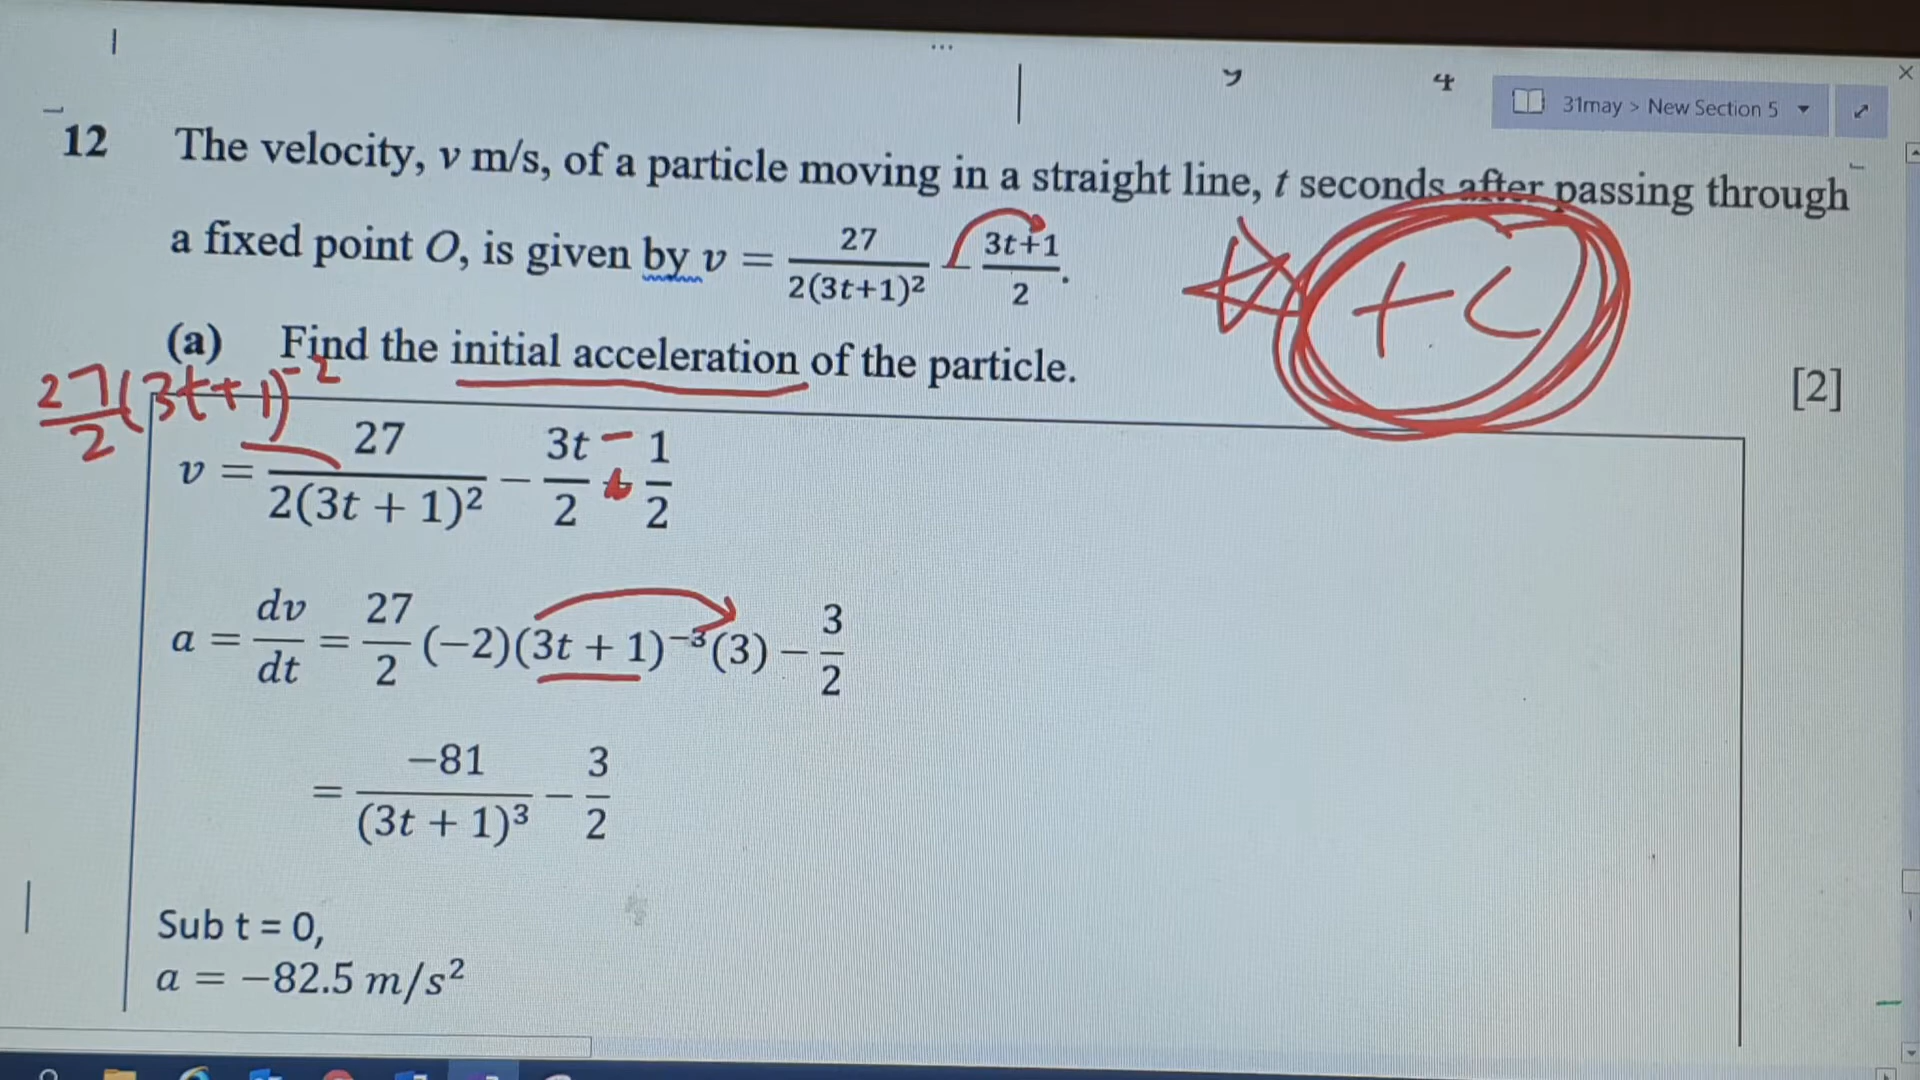 31may > New Section 5
12 The velocity, v m/s, of a particle moving in a straight line, t seconds after passing through
a fixed point O, is given by v = 27/2(3t+1)² − 3t+1/2.
+ c
(a) Find the initial acceleration of the particle.
[2]
27/2(3t+1)⁻²
v = 27/2(3t + 1)² − 3t/2 − 1/2
a = dv/dt = 27/2 (−2)(3t + 1)⁻³(3) − 3/2
= −81/(3t + 1)³ − 3/2
Sub t = 0,
a = −82.5 m/s²